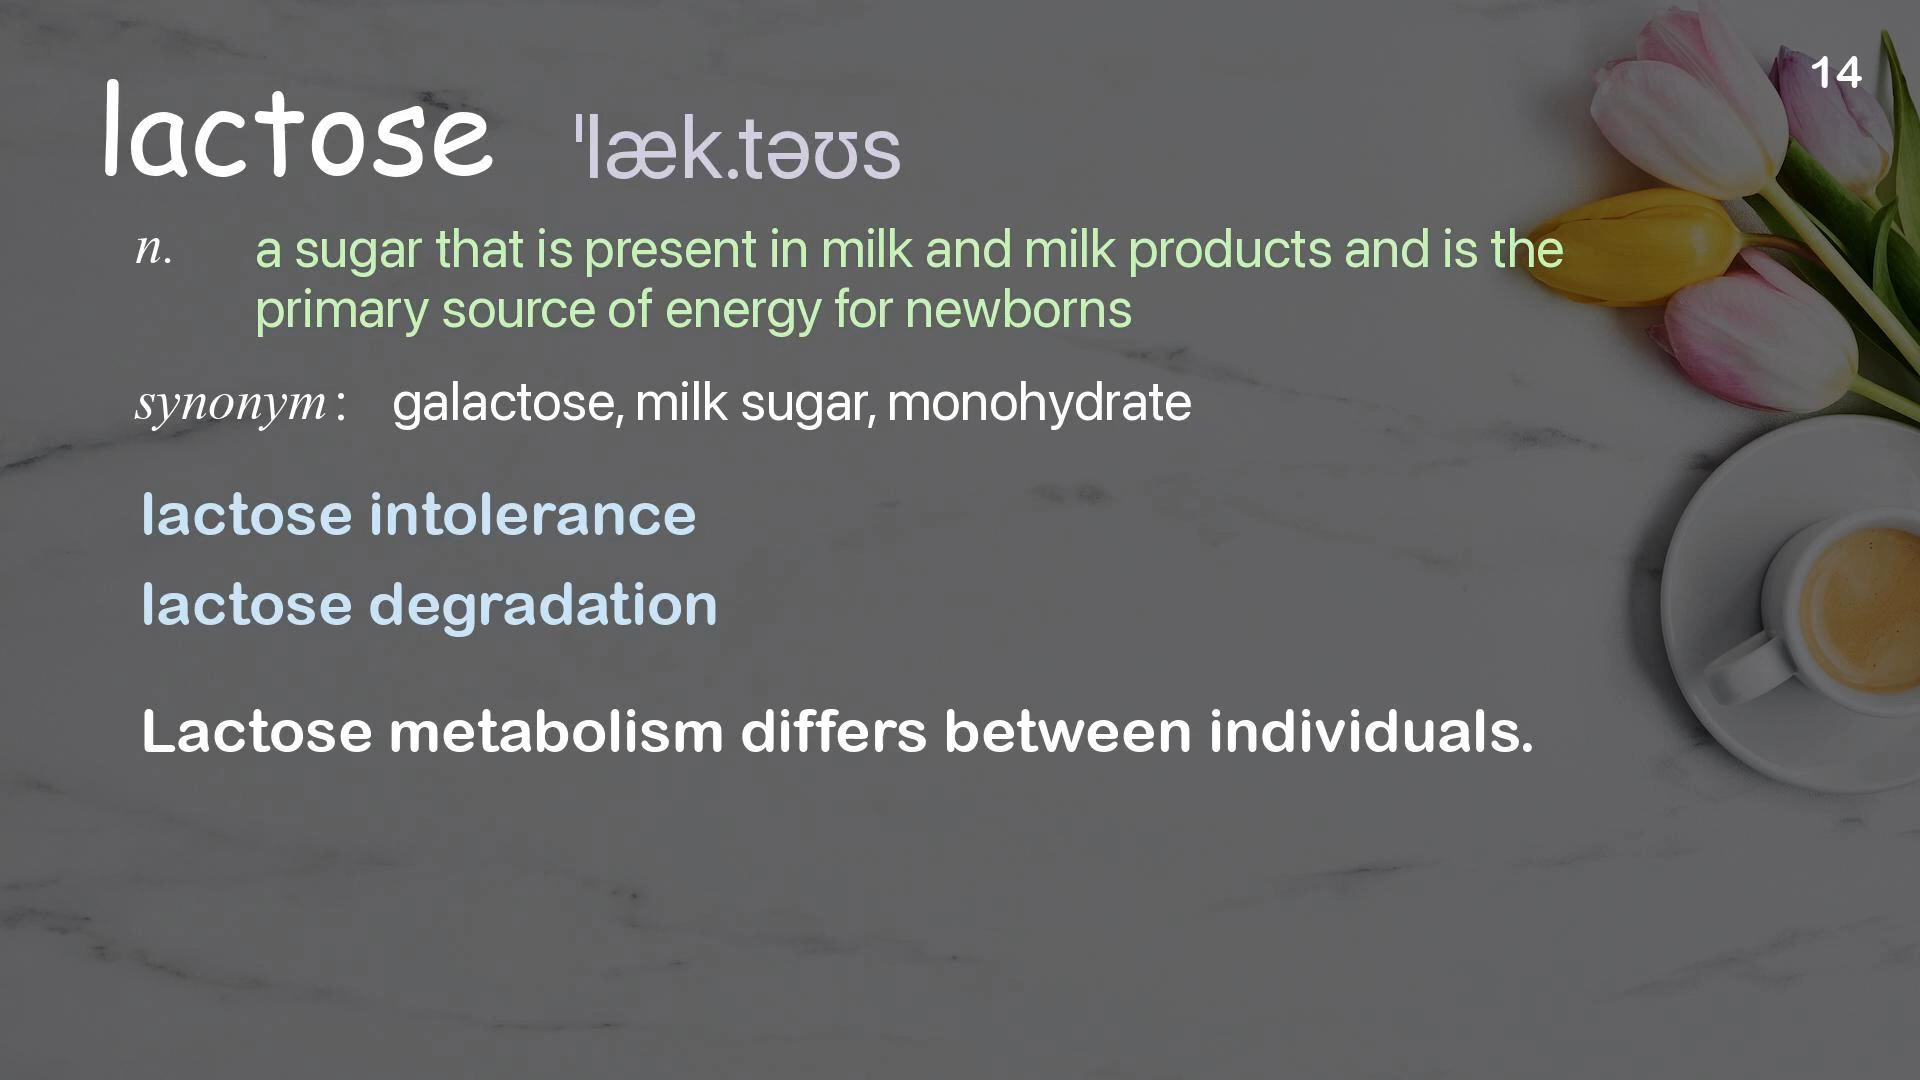 14
lactose ˈlæk.təʊs
n. a sugar that is present in milk and milk products and is the
primary source of energy for newborns
synonym : galactose, milk sugar, monohydrate
lactose intolerance
lactose degradation
Lactose metabolism differs between individuals.